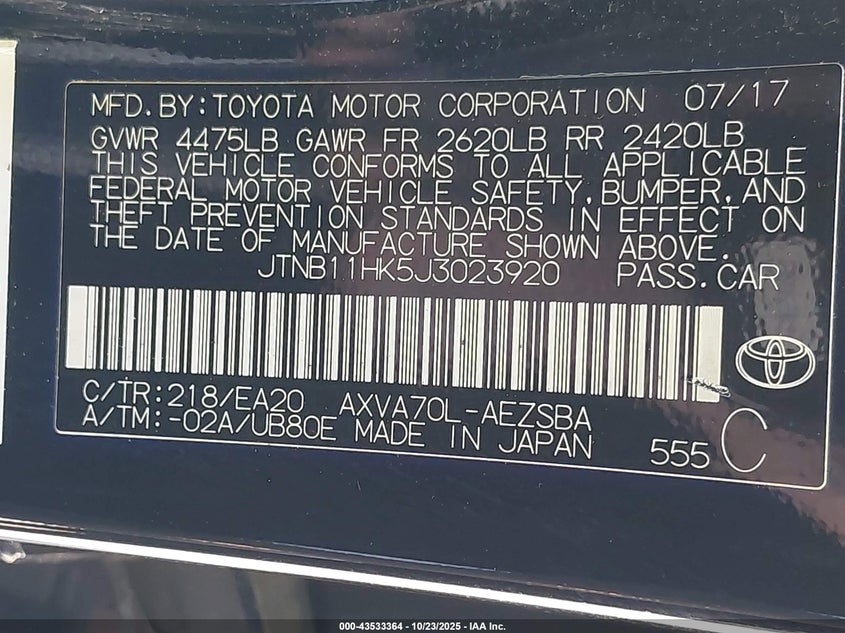 MFD.BY:TOYOTA MOTOR CORPORATION 07/17
GVWR 4475LB GAWR FR 2620LB RR 2420LB
THIS VEHICLE CONFORMS TO ALL APPLICABLE
FEDERAL MOTOR VEHICLE SAFETY,BUMPER,AND
THEFT PREVENTION STANDARDS IN EFFECT ON
THE DATE OF MANUFACTURE SHOWN ABOVE.
JTNB11HK5J3023920 PASS.CAR
C/TR:218/EA20 AXVA70L-AEZSBA
A/TM:-02A/UB80E MADE IN JAPAN 555 C
000-43533364 - 10/23/2025 - IAA Inc.